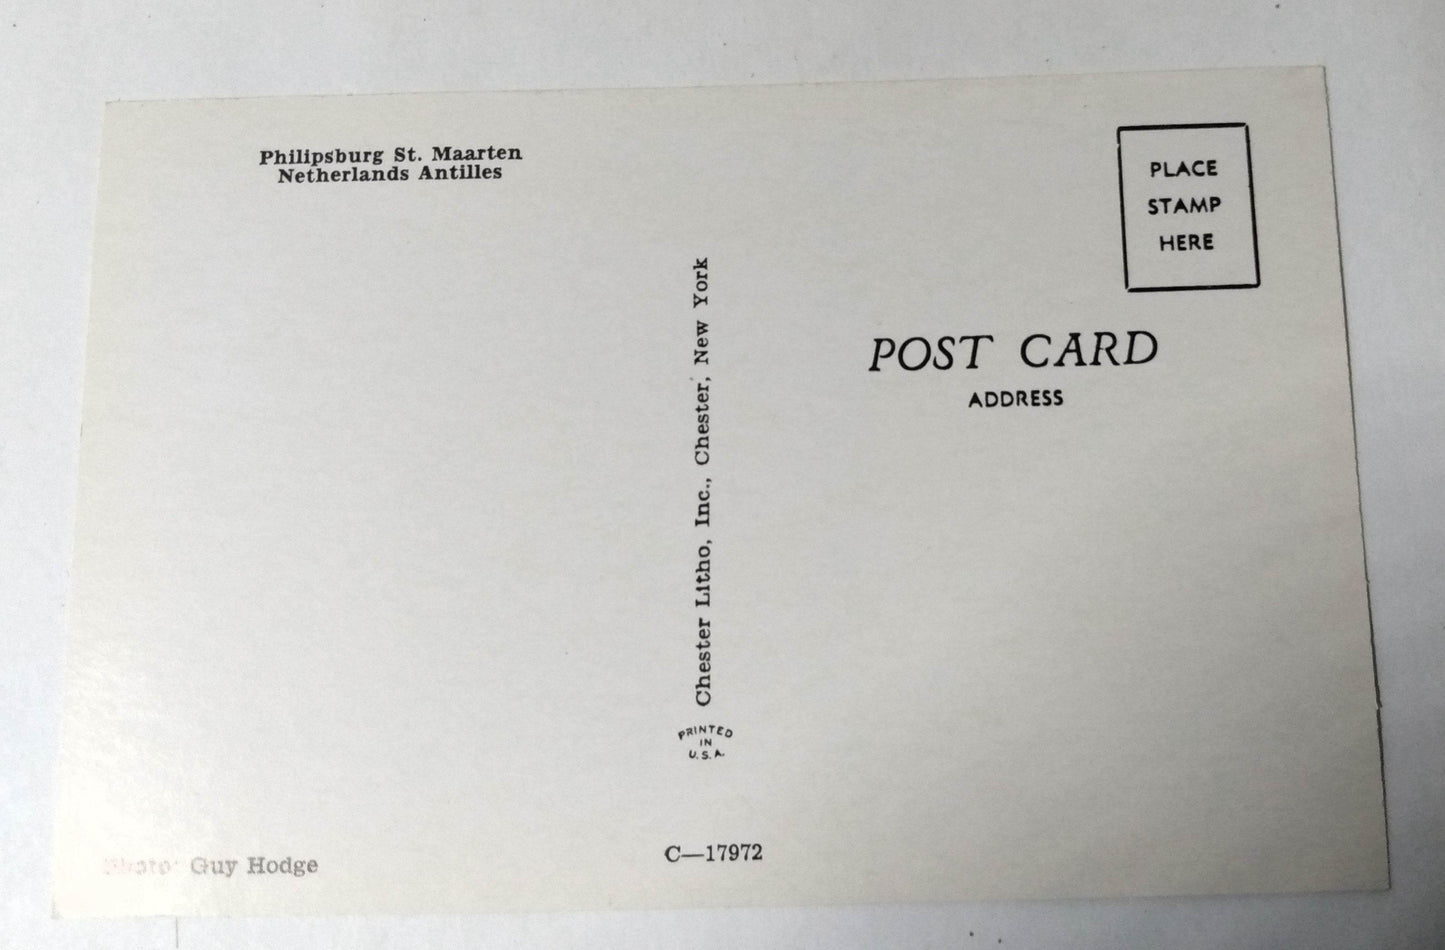 Philipsburg St. Maarten
Netherlands Antilles
Photo: Guy Hodge
Chester Litho, Inc., Chester, New York
PRINTED
IN
U.S.A.
C—17972
PLACE
STAMP
HERE
POST CARD
ADDRESS